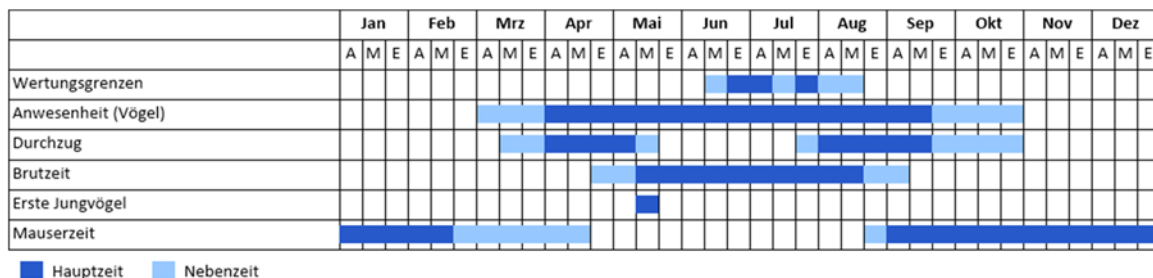 Jan Feb Mrz Apr Mai Jun Jul Aug Sep Okt Nov Dez
A M E A M E A M E A M E A M E A M E A M E A M E A M E A M E A M E A M E
Wertungsgrenzen
Anwesenheit (Vögel)
Durchzug
Brutzeit
Erste Jungvögel
Mauserzeit
Hauptzeit Nebenzeit